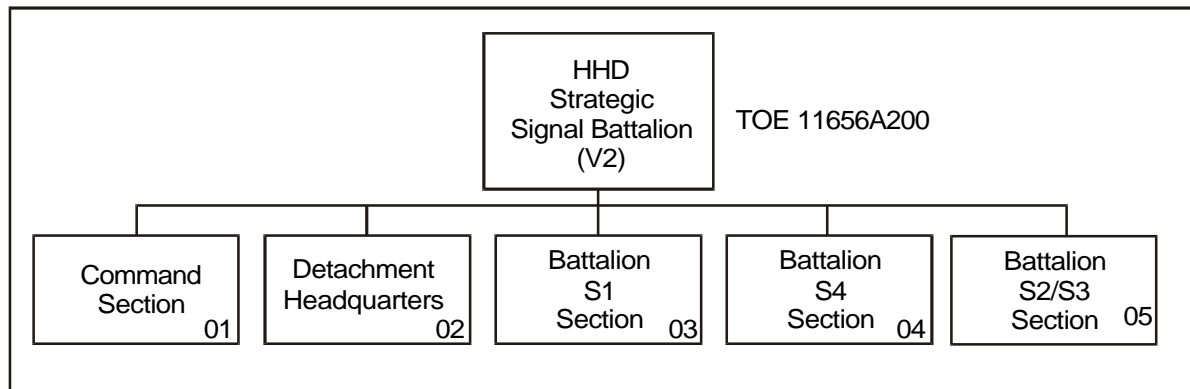 HHD
Strategic
Signal Battalion
(V2)
TOE 11656A200
Command
Section
01
Detachment
Headquarters
02
Battalion
S1
Section
03
Battalion
S4
Section
04
Battalion
S2/S3
Section
05